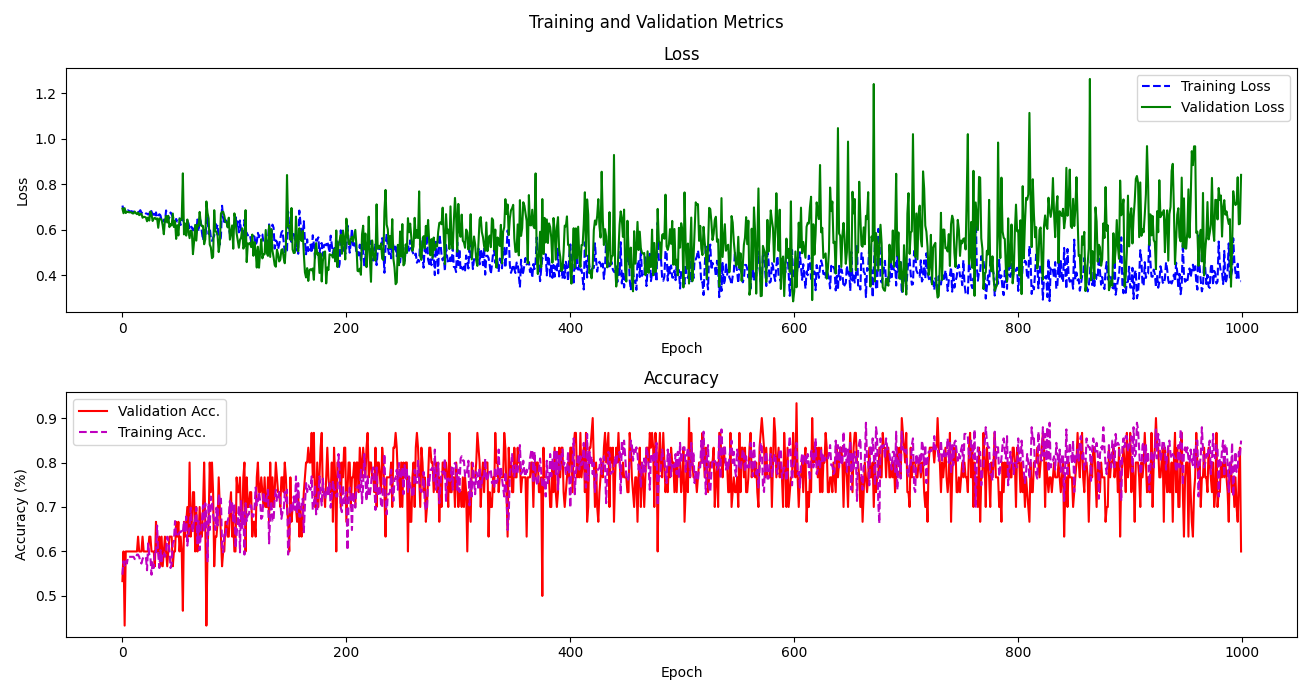 Training and Validation Metrics
Loss
1.2
1.0
0.8
0.6
0.4
Loss
Training Loss
Validation Loss
0
200
400
600
800
1000
Epoch
Accuracy
0.9
0.8
0.7
0.6
0.5
Accuracy (%)
Validation Acc.
Training Acc.
0
200
400
600
800
1000
Epoch